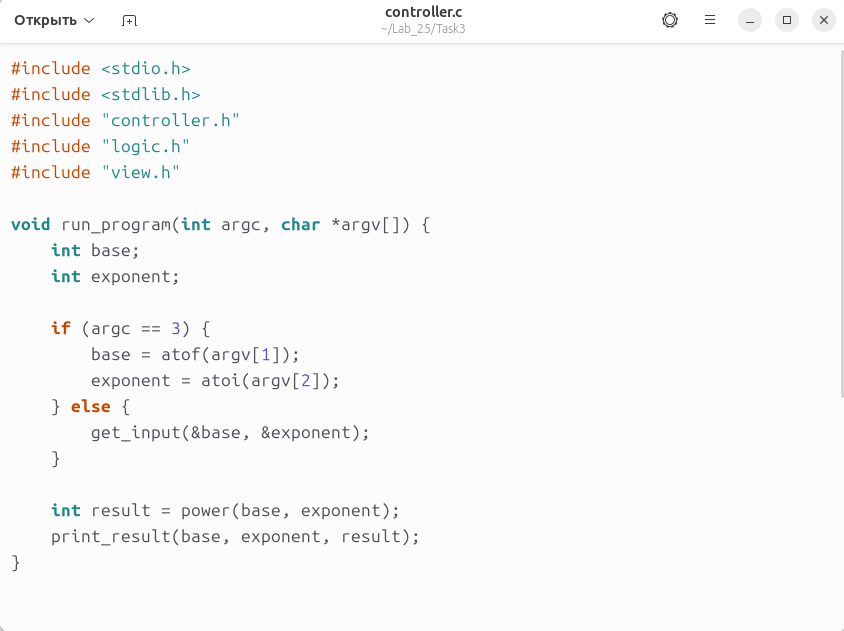 Открыть
controller.c
~/Lab_25/Task3
#include <stdio.h>
#include <stdlib.h>
#include "controller.h"
#include "logic.h"
#include "view.h"

void run_program(int argc, char *argv[]) {
    int base;
    int exponent;

    if (argc == 3) {
        base = atof(argv[1]);
        exponent = atoi(argv[2]);
    } else {
        get_input(&base, &exponent);
    }

    int result = power(base, exponent);
    print_result(base, exponent, result);
}